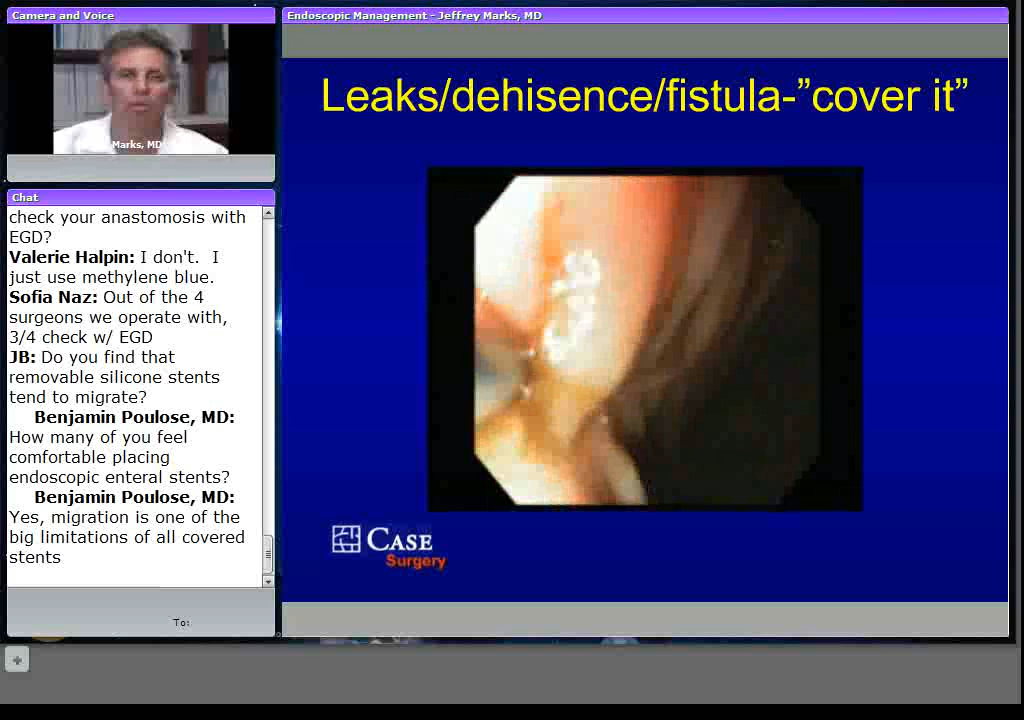 Camera and Voice
Marks, MD
Chat
check your anastomosis with
EGD?
Valerie Halpin: I don't.  I
just use methylene blue.
Sofia Naz: Out of the 4
surgeons we operate with,
3/4 check w/ EGD
JB: Do you find that
removable silicone stents
tend to migrate?
Benjamin Poulose, MD:
How many of you feel
comfortable placing
endoscopic enteral stents?
Benjamin Poulose, MD:
Yes, migration is one of the
big limitations of all covered
stents
To:
Endoscopic Management - Jeffrey Marks, MD
Leaks/dehisence/fistula-”cover it”
CASE
Surgery